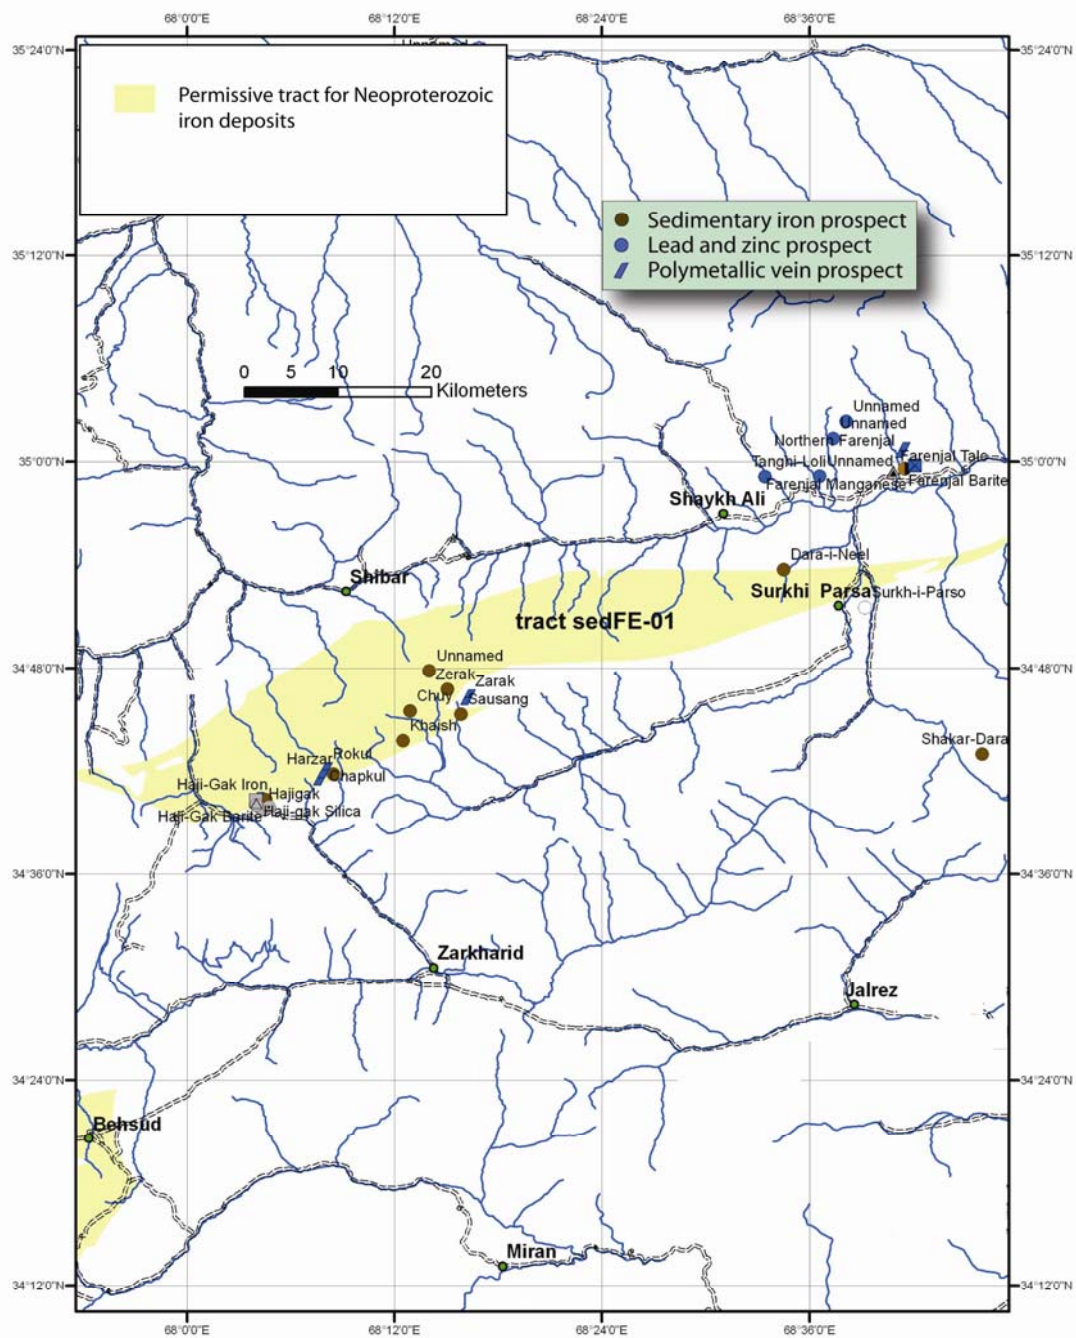 68°0'0"E 68°12'0"E 68°24'0"E 68°36'0"E
35°24'0"N
35°24'0"N
Unnamed
Permissive tract for Neoproterozoic
iron deposits
Sedimentary iron prospect
Lead and zinc prospect
Polymetallic vein prospect
35°12'0"N
35°12'0"N
0 5 10 20
Kilometers
Unnamed
Unnamed
Northern Farenjal
35°0'0"N
35°0'0"N
Tanghi-Loli
Unnamed
Farenjal Talc
Farenjal Manganese
Farenjal Barite
Shaykh Ali
Dara-i-Neel
Shibar
Surkhi Parsa
Surkh-i-Parso
tract sedFE-01
34°48'0"N
34°48'0"N
Unnamed
Zerak
Zarak
Chuy
Sausang
Khaish
Shakar-Dara
Rokul
Harzar
Chapkul
Haji-Gak Iron
Hajigak
Haji-gak Silica
Haji-Gak Barite
34°36'0"N
34°36'0"N
Zarkharid
Jalrez
34°24'0"N
34°24'0"N
Behsud
Miran
34°12'0"N
34°12'0"N
68°0'0"E 68°12'0"E 68°24'0"E 68°36'0"E